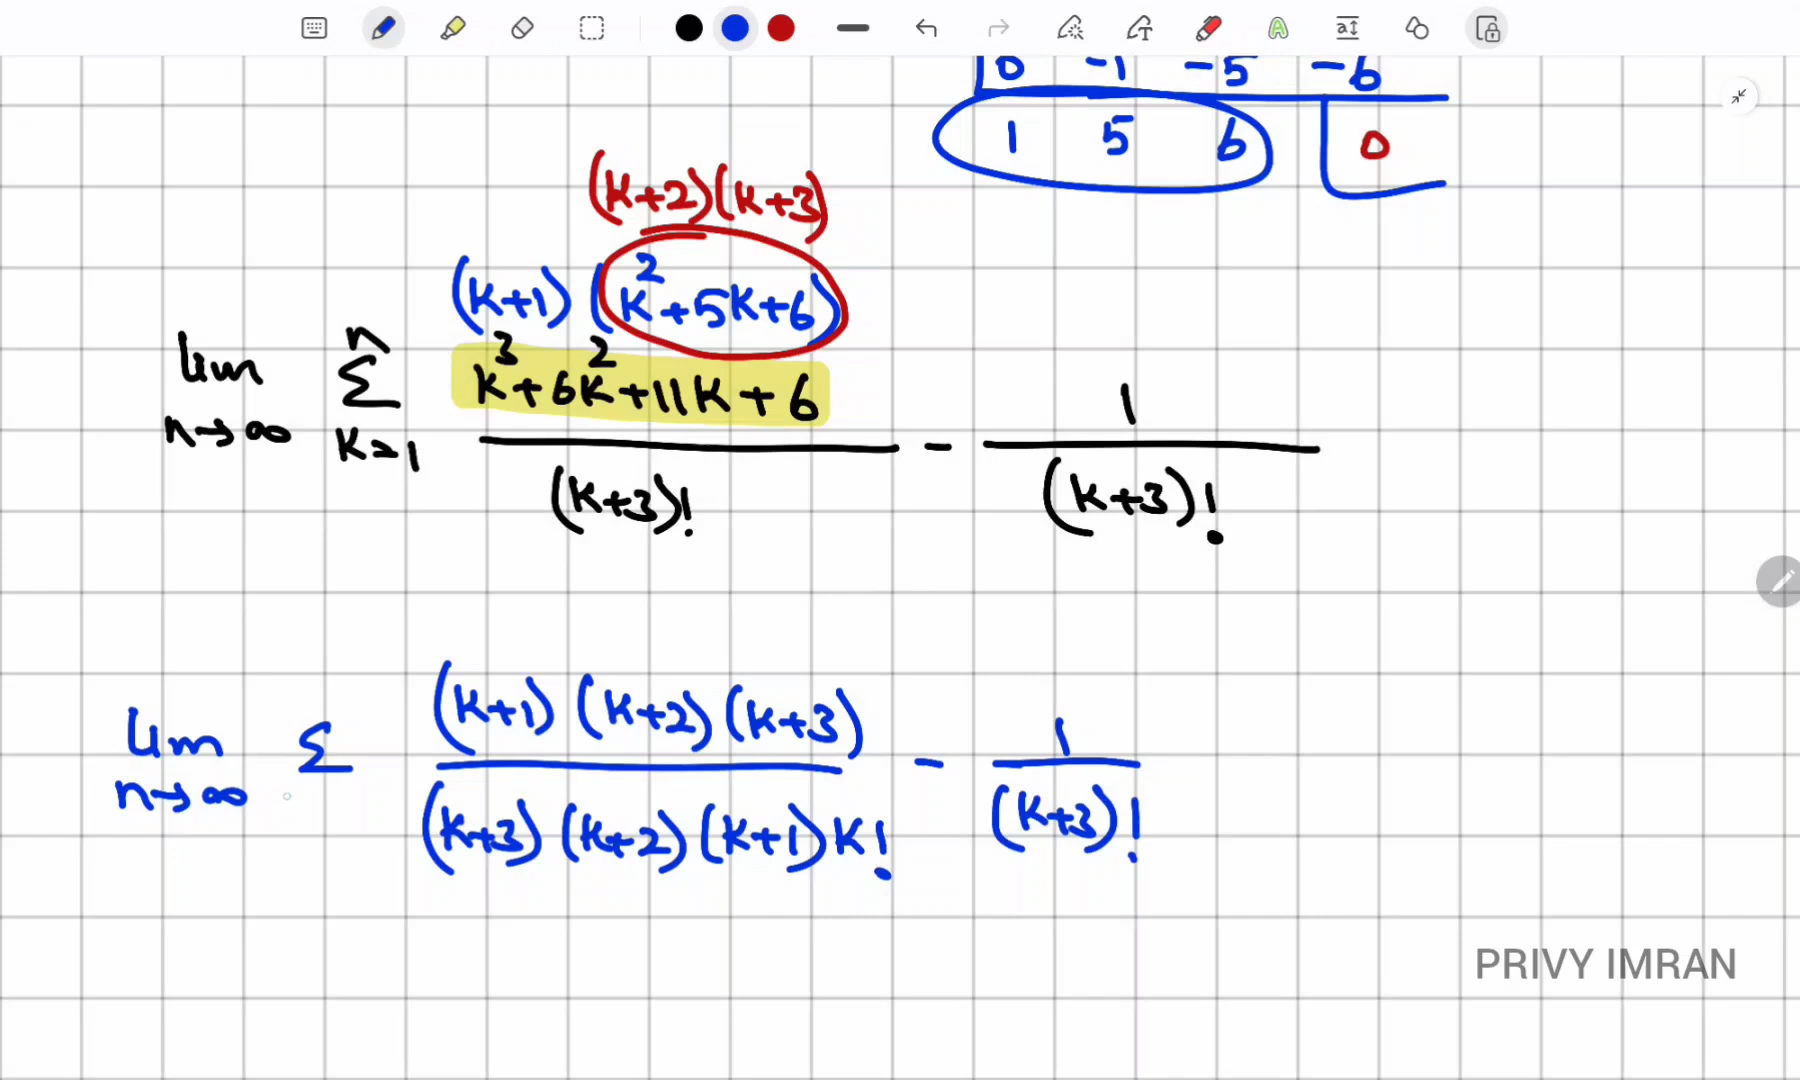 0 -1 -5 -6
1 5 6 0
(k+2)(k+3)
(k+1) (k²+5k+6)
lim n→∞ Σ n k=1 k³+6k²+11k+6 / (k+3)! - 1 / (k+3)!
lim n→∞ Σ (k+1)(k+2)(k+3) / (k+3)(k+2)(k+1)k! - 1 / (k+3)!
PRIVY IMRAN